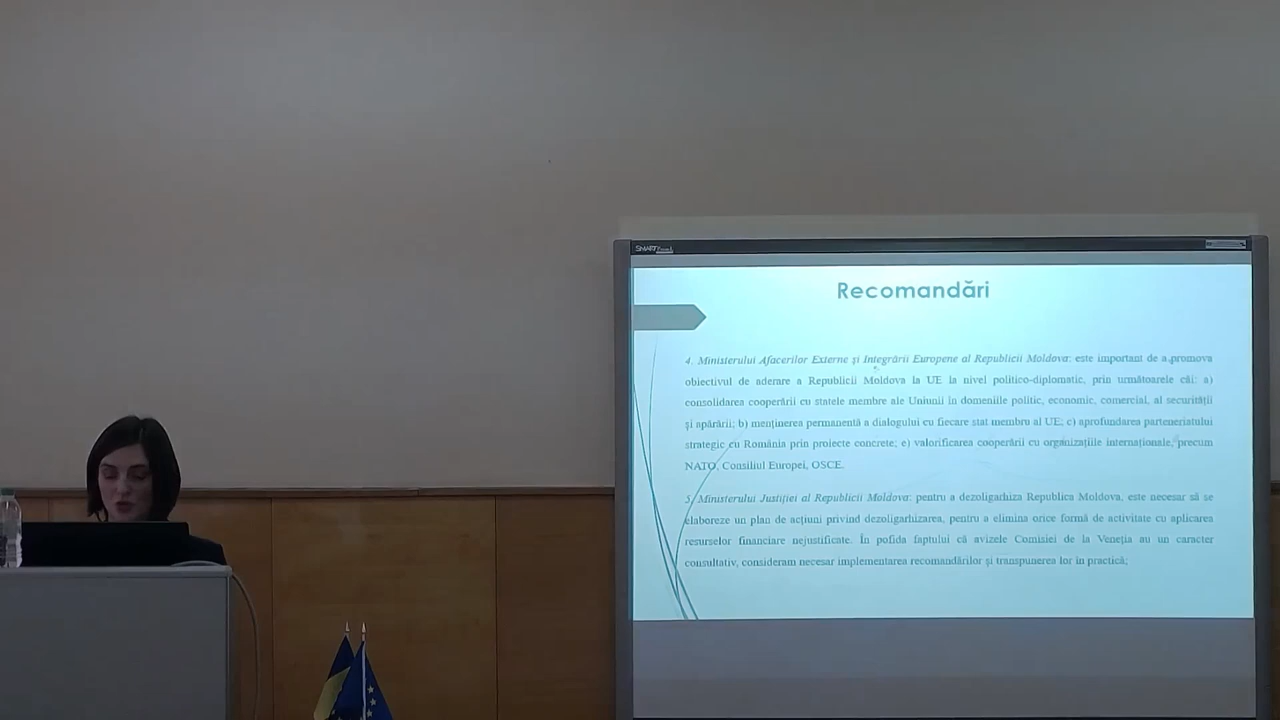 SMART
Recomandări
4. Ministerului Afacerilor Externe și Integrării Europene al Republicii Moldova: este important de a promova
obiectivul de aderare a Republicii Moldova la UE la nivel politico-diplomatic, prin următoarele căi: a)
consolidarea cooperării cu statele membre ale Uniunii în domeniile politic, economic, comercial, al securității
și apărării; b) menținerea permanentă a dialogului cu fiecare stat membru al UE; c) aprofundarea parteneriatului
strategic cu România prin proiecte concrete; e) valorificarea cooperării cu organizațiile internaționale, precum
NATO, Consiliul Europei, OSCE.
5. Ministerului Justiției al Republicii Moldova: pentru a dezoligarhiza Republica Moldova, este necesar să se
elaboreze un plan de acțiuni privind dezoligarhizarea, pentru a elimina orice formă de activitate cu aplicarea
resurselor financiare nejustificate. În pofida faptului că avizele Comisiei de la Veneția au un caracter
consultativ, considerăm necesar implementarea recomandărilor și transpunerea lor în practică;